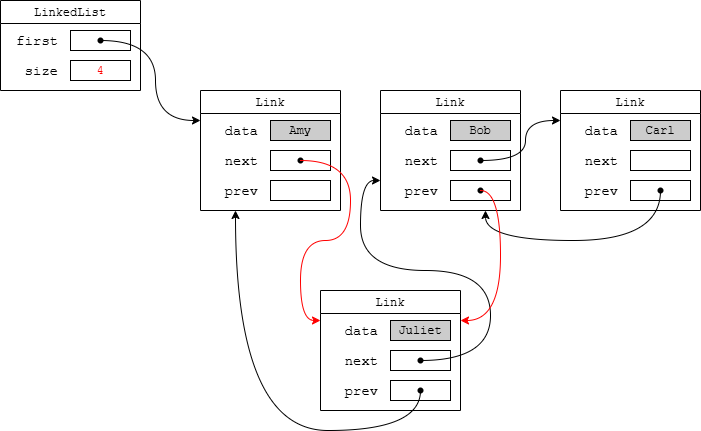 LinkedList
first
size 4
Link
data Amy
next
prev
Link
data Bob
next
prev
Link
data Carl
next
prev
Link
data Juliet
next
prev